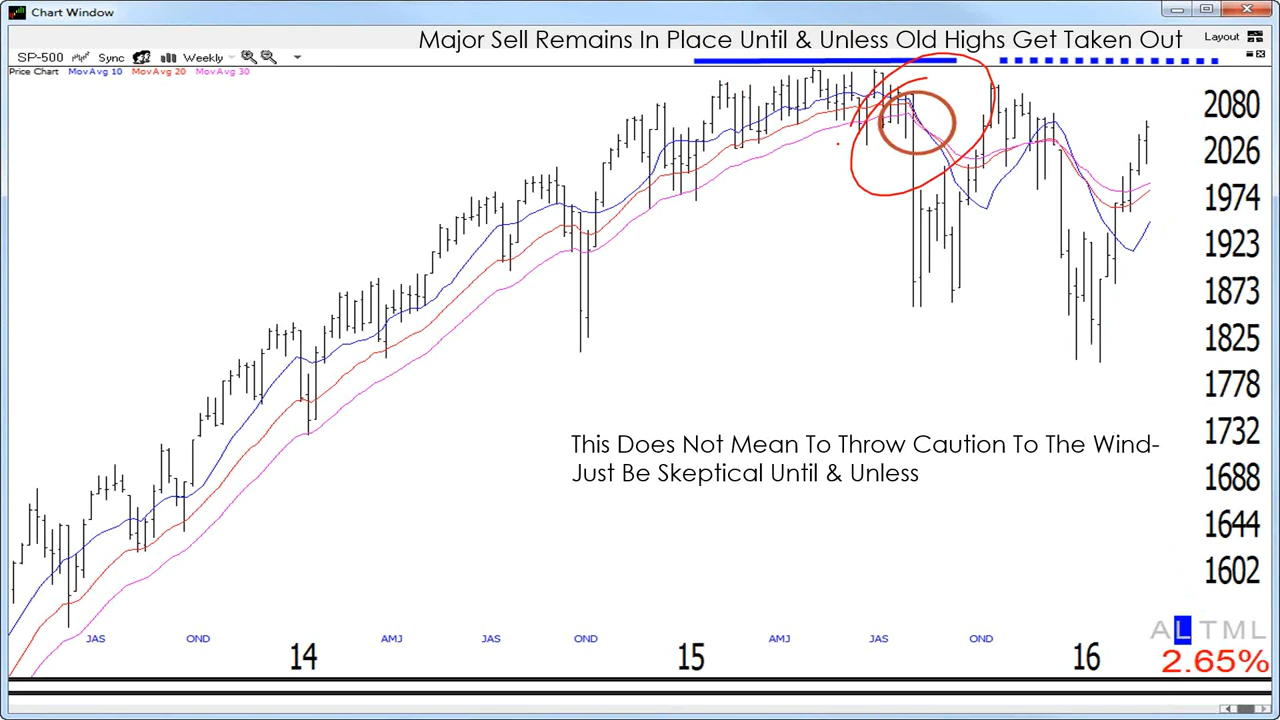 Chart Window
Major Sell Remains In Place Until & Unless Old Highs Get Taken Out
Layout
SP-500 Sync Weekly
Price Chart MovAvg 10 MovAvg 20 MovAvg 30
2080
2026
1974
1923
1873
1825
1778
1732
1688
1644
1602
This Does Not Mean To Throw Caution To The Wind-
Just Be Skeptical Until & Unless
JAS OND AMJ JAS OND AMJ JAS OND
14 15 16
A L T M L
2.65%